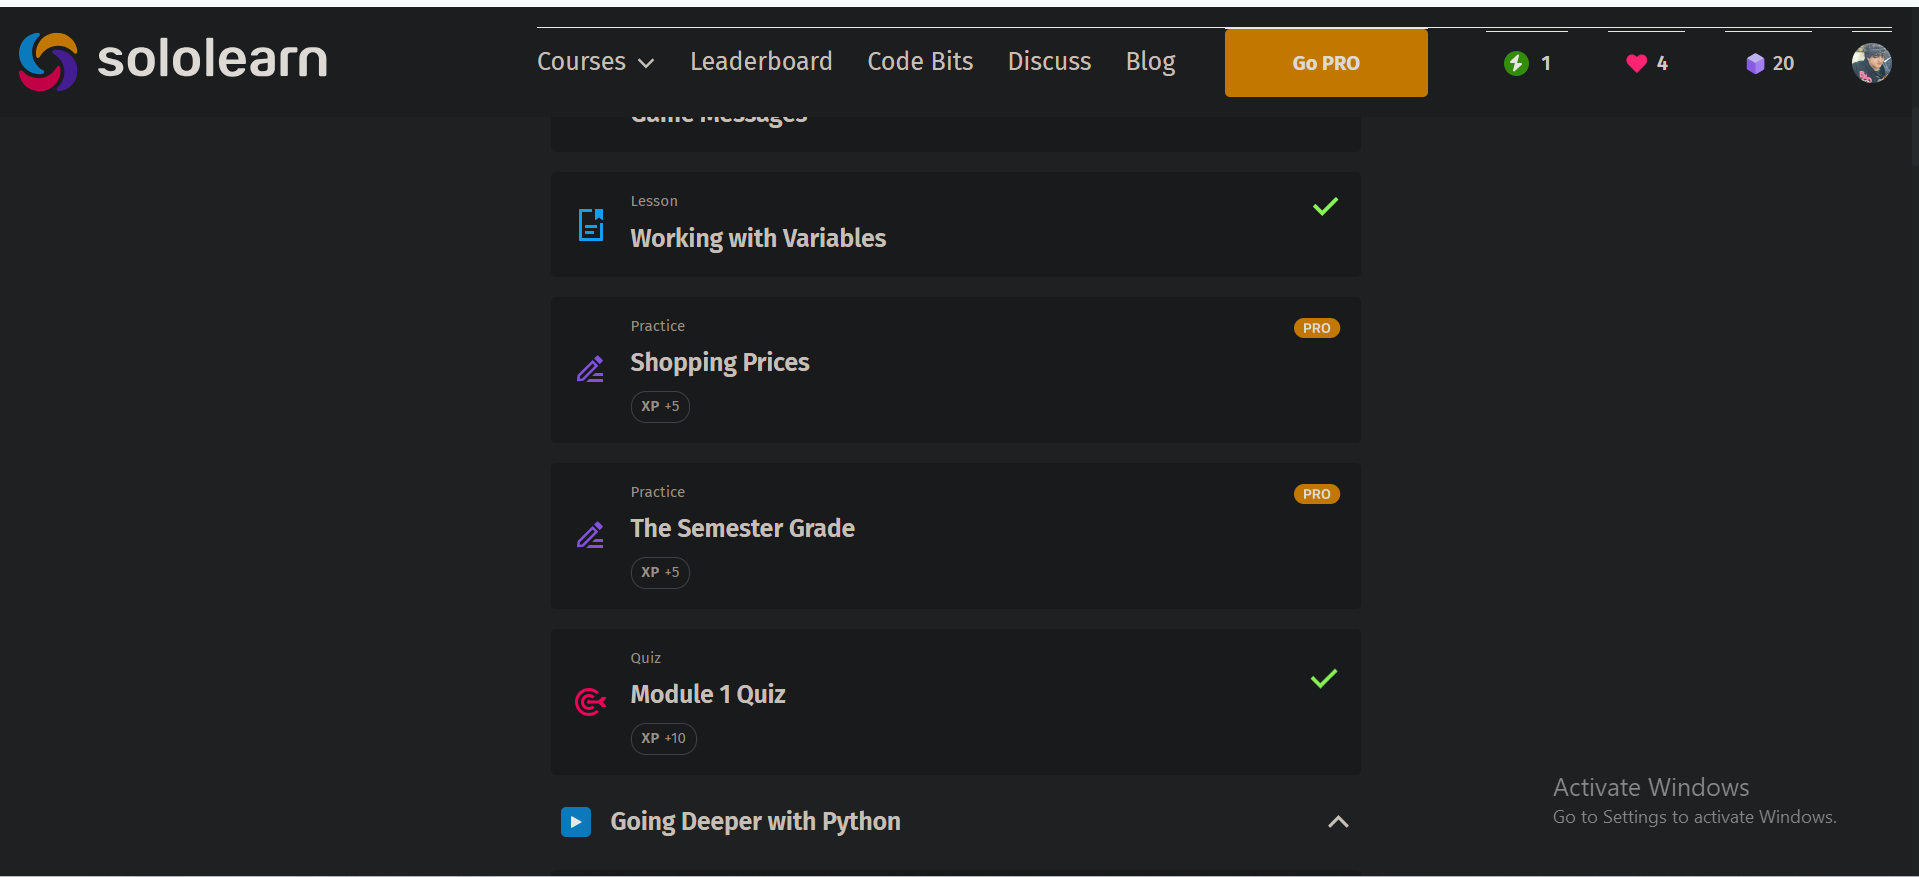 sololearn
Courses Leaderboard Code Bits Discuss Blog Go PRO 1 4 20
Game Messages
Lesson
Working with Variables
Practice
PRO
Shopping Prices
XP +5
Practice
PRO
The Semester Grade
XP +5
Quiz
Module 1 Quiz
XP +10
Going Deeper with Python
Activate Windows
Go to Settings to activate Windows.